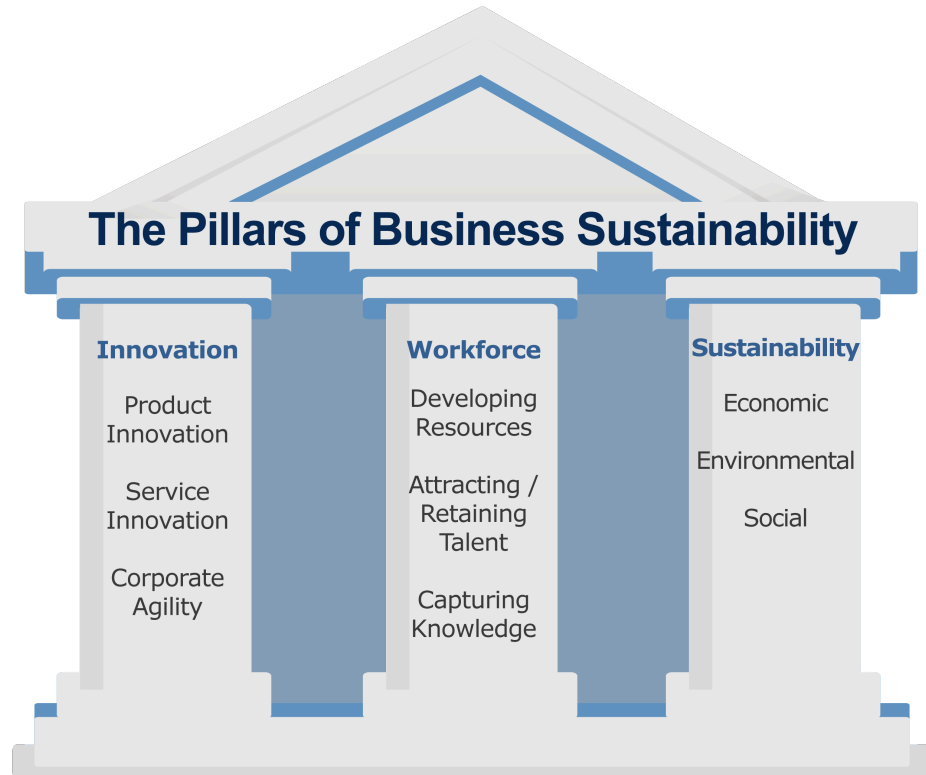 The Pillars of Business Sustainability
Innovation
Product
Innovation
Service
Innovation
Corporate
Agility
Workforce
Developing
Resources
Attracting /
Retaining
Talent
Capturing
Knowledge
Sustainability
Economic
Environmental
Social